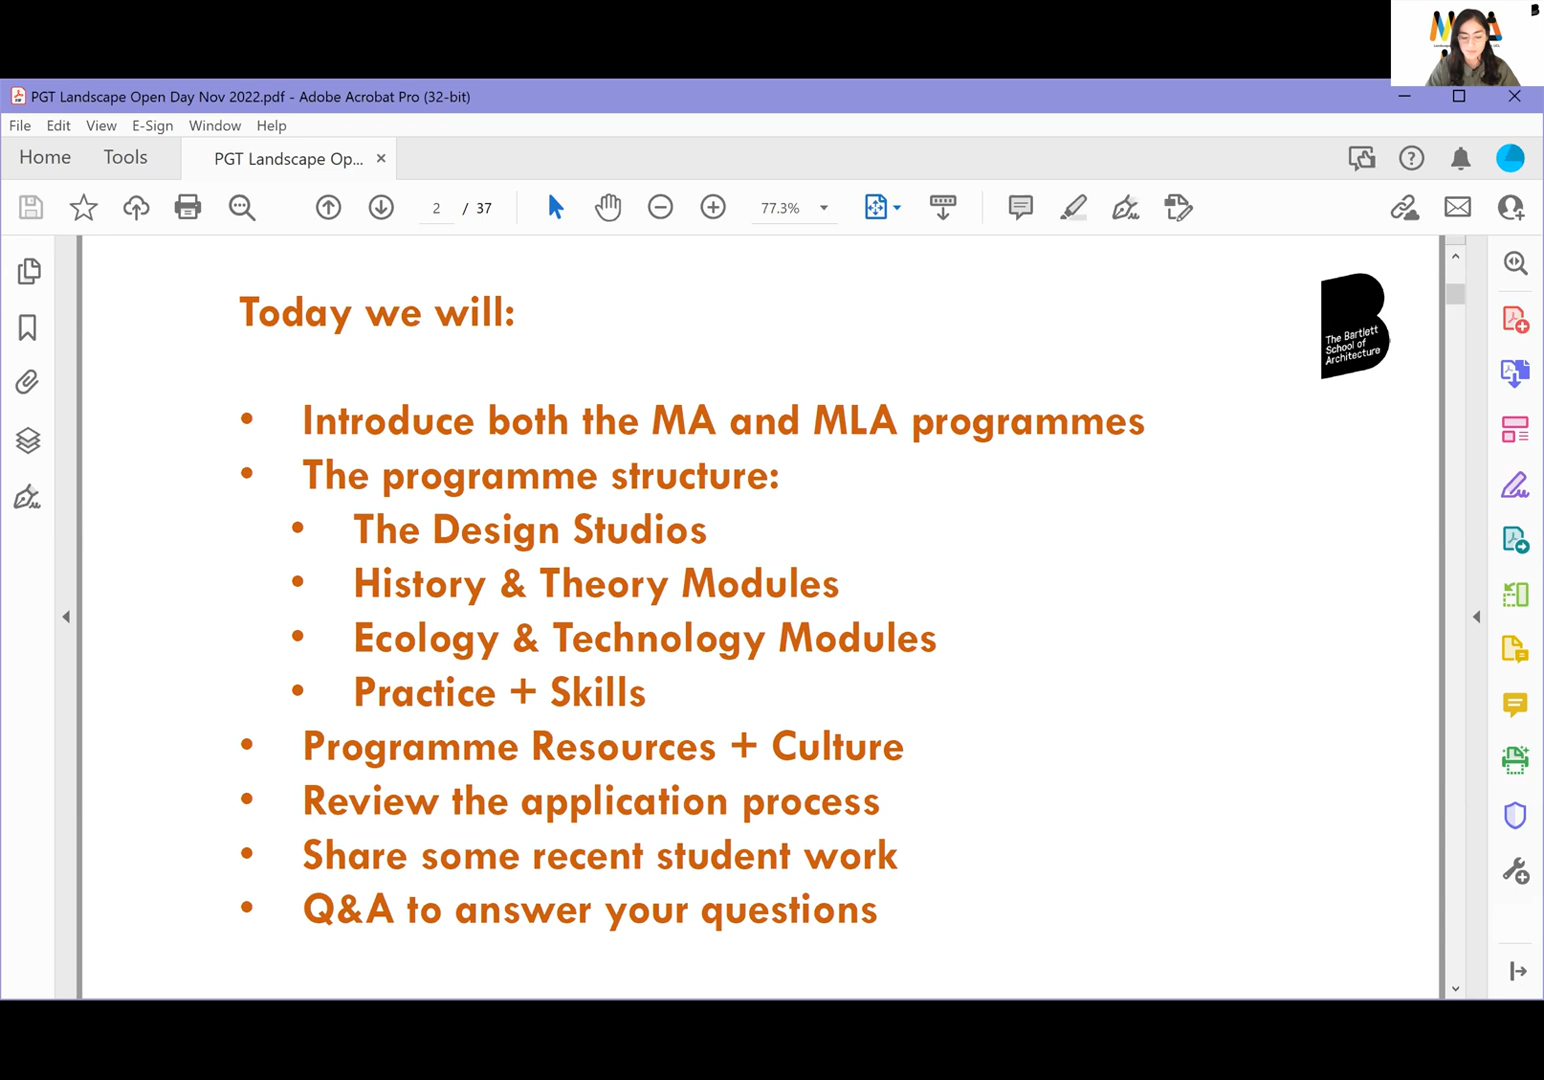 PGT Landscape Open Day Nov 2022.pdf - Adobe Acrobat Pro (32-bit)
File Edit View E-Sign Window Help
Home Tools PGT Landscape Op... ×
2 / 37 77.3%
Today we will:
The Bartlett
School of
Architecture
• Introduce both the MA and MLA programmes
• The programme structure:
• The Design Studios
• History & Theory Modules
• Ecology & Technology Modules
• Practice + Skills
• Programme Resources + Culture
• Review the application process
• Share some recent student work
• Q&A to answer your questions